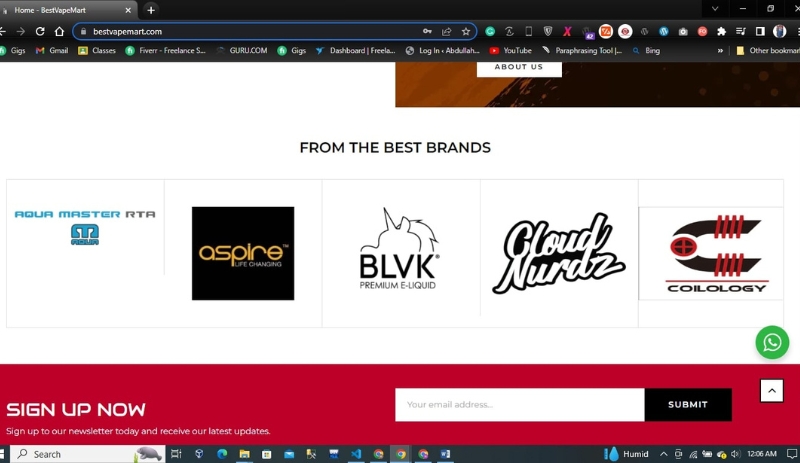 Home - BestVapeMart
bestvapemart.com
Gigs
Gmail
Classes
Fiverr - Freelance S...
GURU.COM
Gigs
Dashboard | Freela...
Log In ‹ Abdullah...
YouTube
Paraphrasing Tool |...
Bing
»
Other bookmark
ABOUT US
FROM THE BEST BRANDS
AQUA MASTER RTA
AQUA
aspire™
LIFE CHANGING
BLVK®
PREMIUM E-LIQUID
Cloud
Nurdz
COILOLOGY
SIGN UP NOW
Sign up to our newsletter today and receive our latest updates.
Your email address...
SUBMIT
Search
Humid
12:06 AM